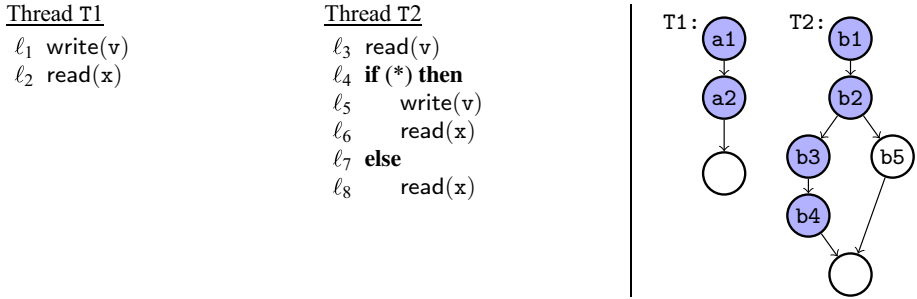 Thread T1
ℓ1 write(v)
ℓ2 read(x)
Thread T2
ℓ3 read(v)
ℓ4 if (*) then
ℓ5 write(v)
ℓ6 read(x)
ℓ7 else
ℓ8 read(x)
T1:
a1
a2
T2:
b1
b2
b3
b5
b4